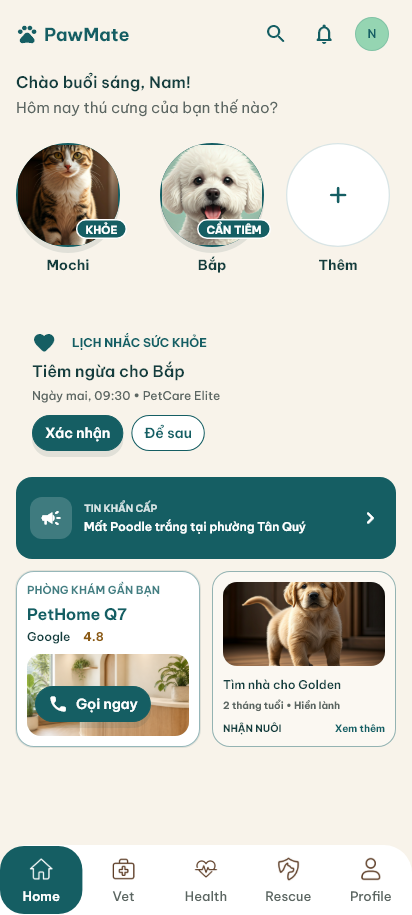 PawMate
N
Chào buổi sáng, Nam!
Hôm nay thú cưng của bạn thế nào?
KHỎE
CẦN TIÊM
Mochi
Bắp
Thêm
LỊCH NHẮC SỨC KHỎE
Tiêm ngừa cho Bắp
Ngày mai, 09:30 • PetCare Elite
Xác nhận
Để sau
TIN KHẨN CẤP
Mất Poodle trắng tại phường Tân Quý
PHÒNG KHÁM GẦN BẠN
PetHome Q7
Google 4.8
Gọi ngay
Tìm nhà cho Golden
2 tháng tuổi • Hiền lành
NHẬN NUÔI Xem thêm
Home
Vet
Health
Rescue
Profile